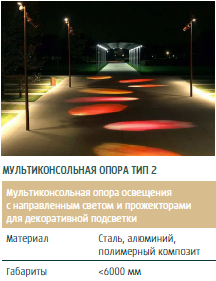 МУЛЬТИКОНСОЛЬНАЯ ОПОРА ТИП 2
Мультиконсольная опора освещения
с направленным светом и прожекторами
для декоративной подсветки
Материал Сталь, алюминий,
полимерный композит
Габариты <6000 мм